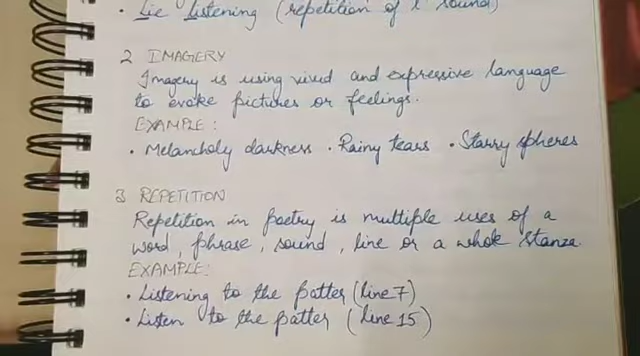 • Lie Listening (repetition of 'l' sound)
2 IMAGERY
Imagery is using vivid and expressive language
to evoke pictures or feelings.
EXAMPLE:
• Melancholy darkness • Rainy tears • Starry spheres
3 REPETITION
Repetition in poetry is multiple uses of a
word, phrase, sound, line or a whole stanza.
EXAMPLE:
• Listening to the patter (line 7)
• Listen to the patter (line 15)